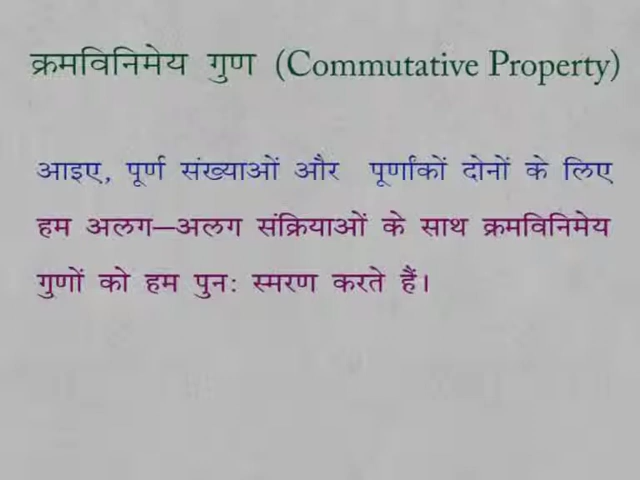 क्रमविनिमेय गुण (Commutative Property)
आइए, पूर्ण संख्याओं और पूर्णांकों दोनों के लिए
हम अलग—अलग संक्रियाओं के साथ क्रमविनिमेय
गुणों को हम पुनः स्मरण करते हैं।